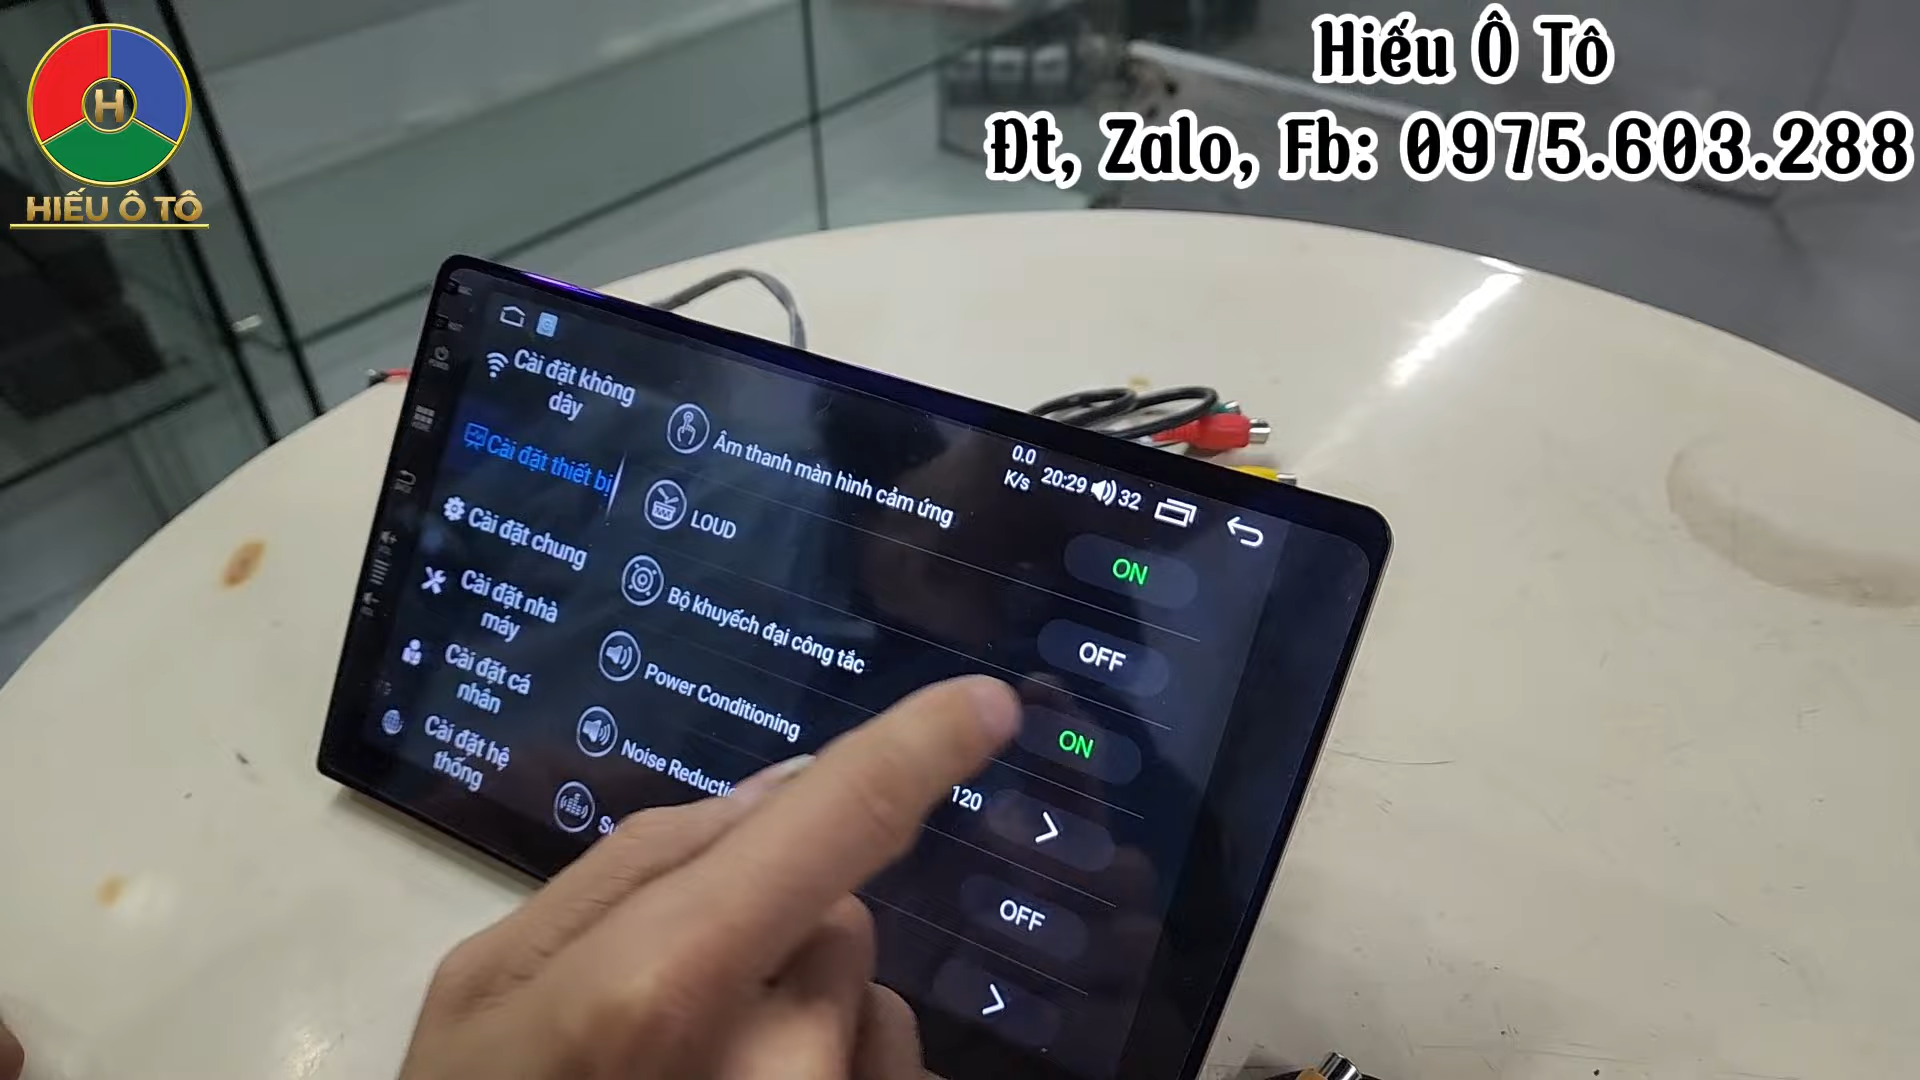 H
HIẾU Ô TÔ
Hiếu Ô Tô
Đt, Zalo, Fb: 0975.603.288
0.0
K/s
20:29
32
Cài đặt không
dây
Cài đặt thiết bị
Cài đặt chung
Cài đặt nhà
máy
Cài đặt cá
nhân
Cài đặt hệ
thống
Âm thanh màn hình cảm ứng
ON
LOUD
OFF
Bộ khuyếch đại công tắc
ON
Power Conditioning
120
Noise Reductio
OFF